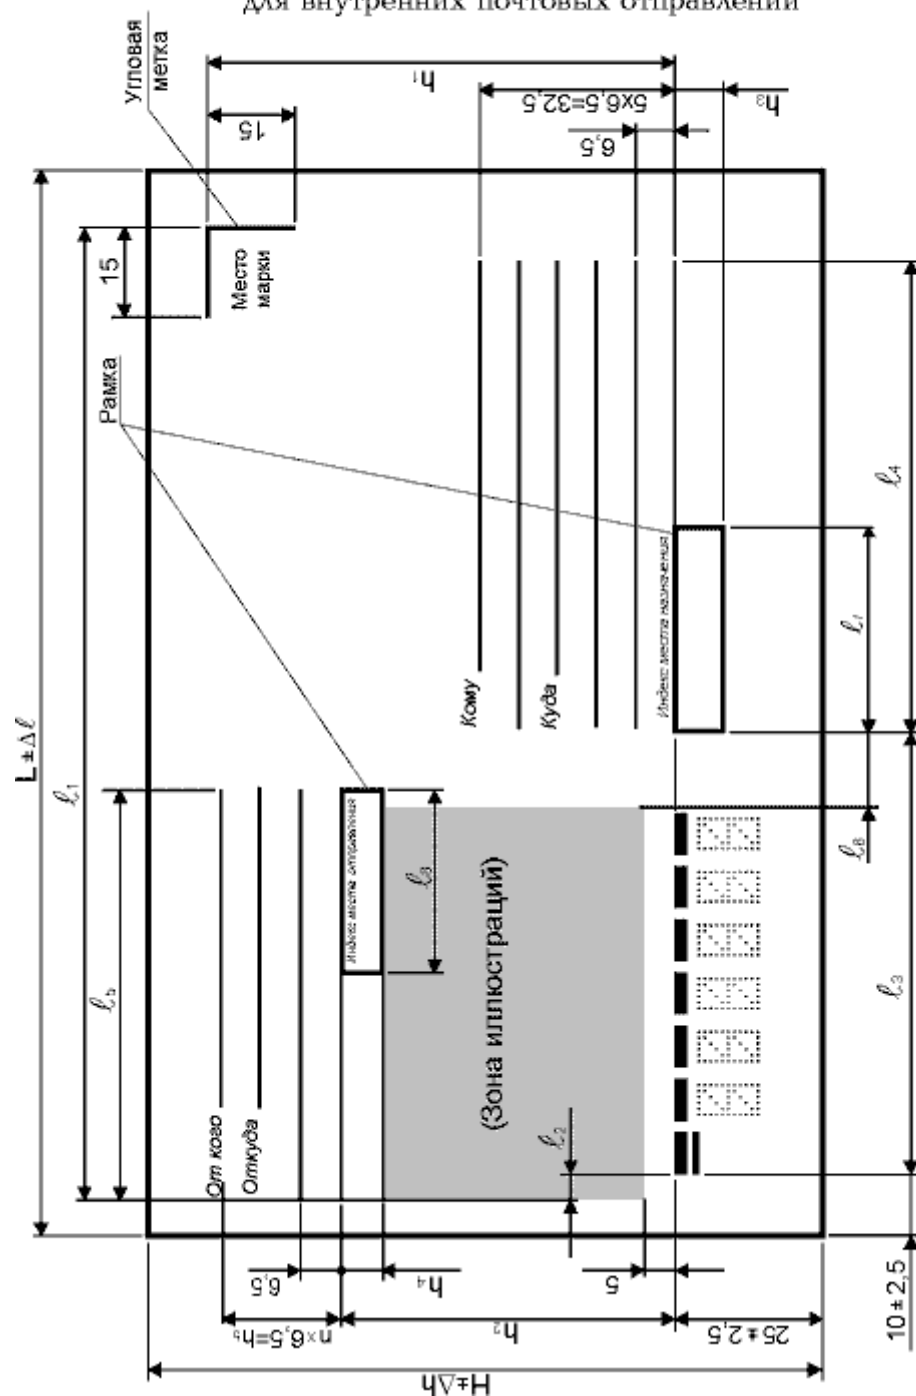 для внутренних почтовых отправлений
L±Δℓ
ℓ₁
ℓ₅
15
Угловая
метка
Рамка
Место
марки
15
h₁
5x6,5=32,5
6,5
h₃
От кого
Откуда
Индекс места отправления
ℓ₆
(Зона иллюстраций)
Кому
Куда
Индекс места назначения
ℓ₂
ℓ₄
ℓ₈
ℓ₃
6,5
h₄
5
n×6,5=h₅
h₂
25±2,5
H±Δh
10±2,5